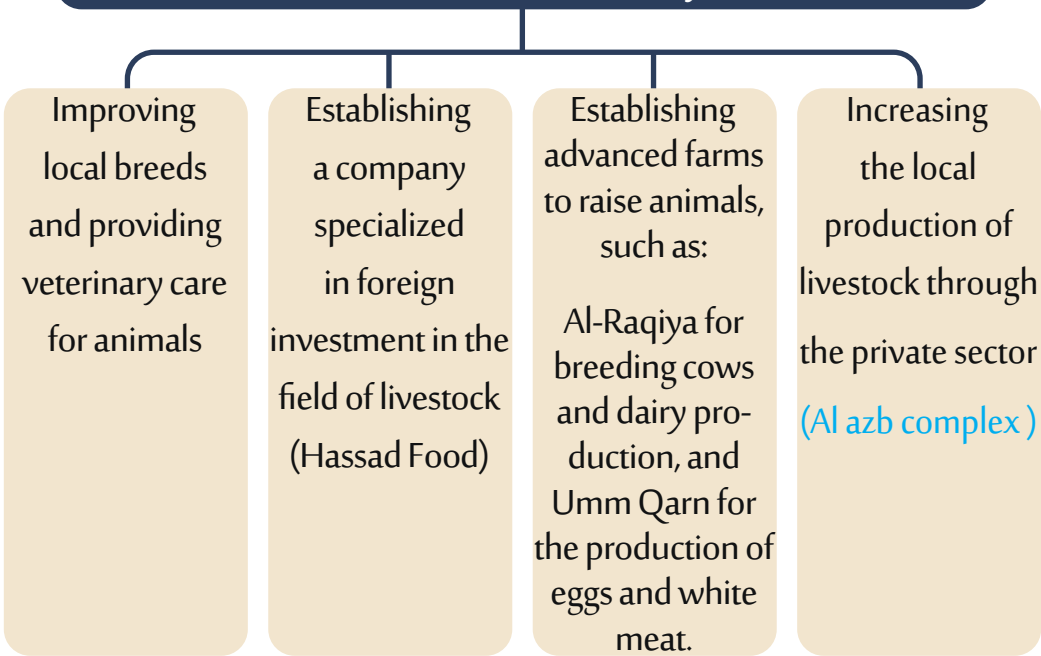 Improving
local breeds
and providing
veterinary care
for animals
Establishing
a company
specialized
in foreign
investment in the
field of livestock
(Hassad Food)
Establishing
advanced farms
to raise animals,
such as:
Al-Raqiya for
breeding cows
and dairy pro-
duction, and
Umm Qarn for
the production of
eggs and white
meat.
Increasing
the local
production of
livestock through
the private sector
(Al azb complex )